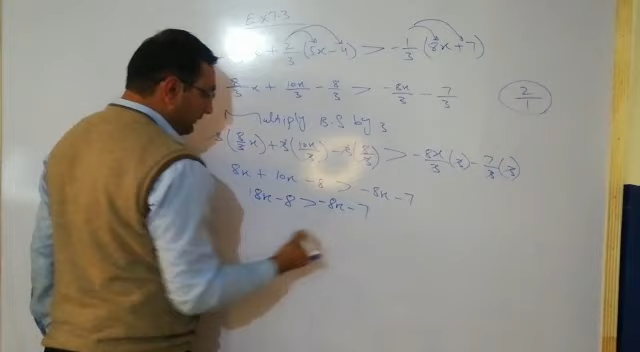 Ex 7.3
x + 2/3 (5x - 4) > - 1/3 (8x + 7)
8/3 x + 10x/3 - 8/3 > - 8x/3 - 7/3
2/1
Multiply B.S by 3
3(8/3 x) + 3(10x/3) - 3(8/3) > - 8x/3 (3) - 7/3 (3)
8x + 10x - 8 > -8x - 7
18x - 8 > -8x - 7